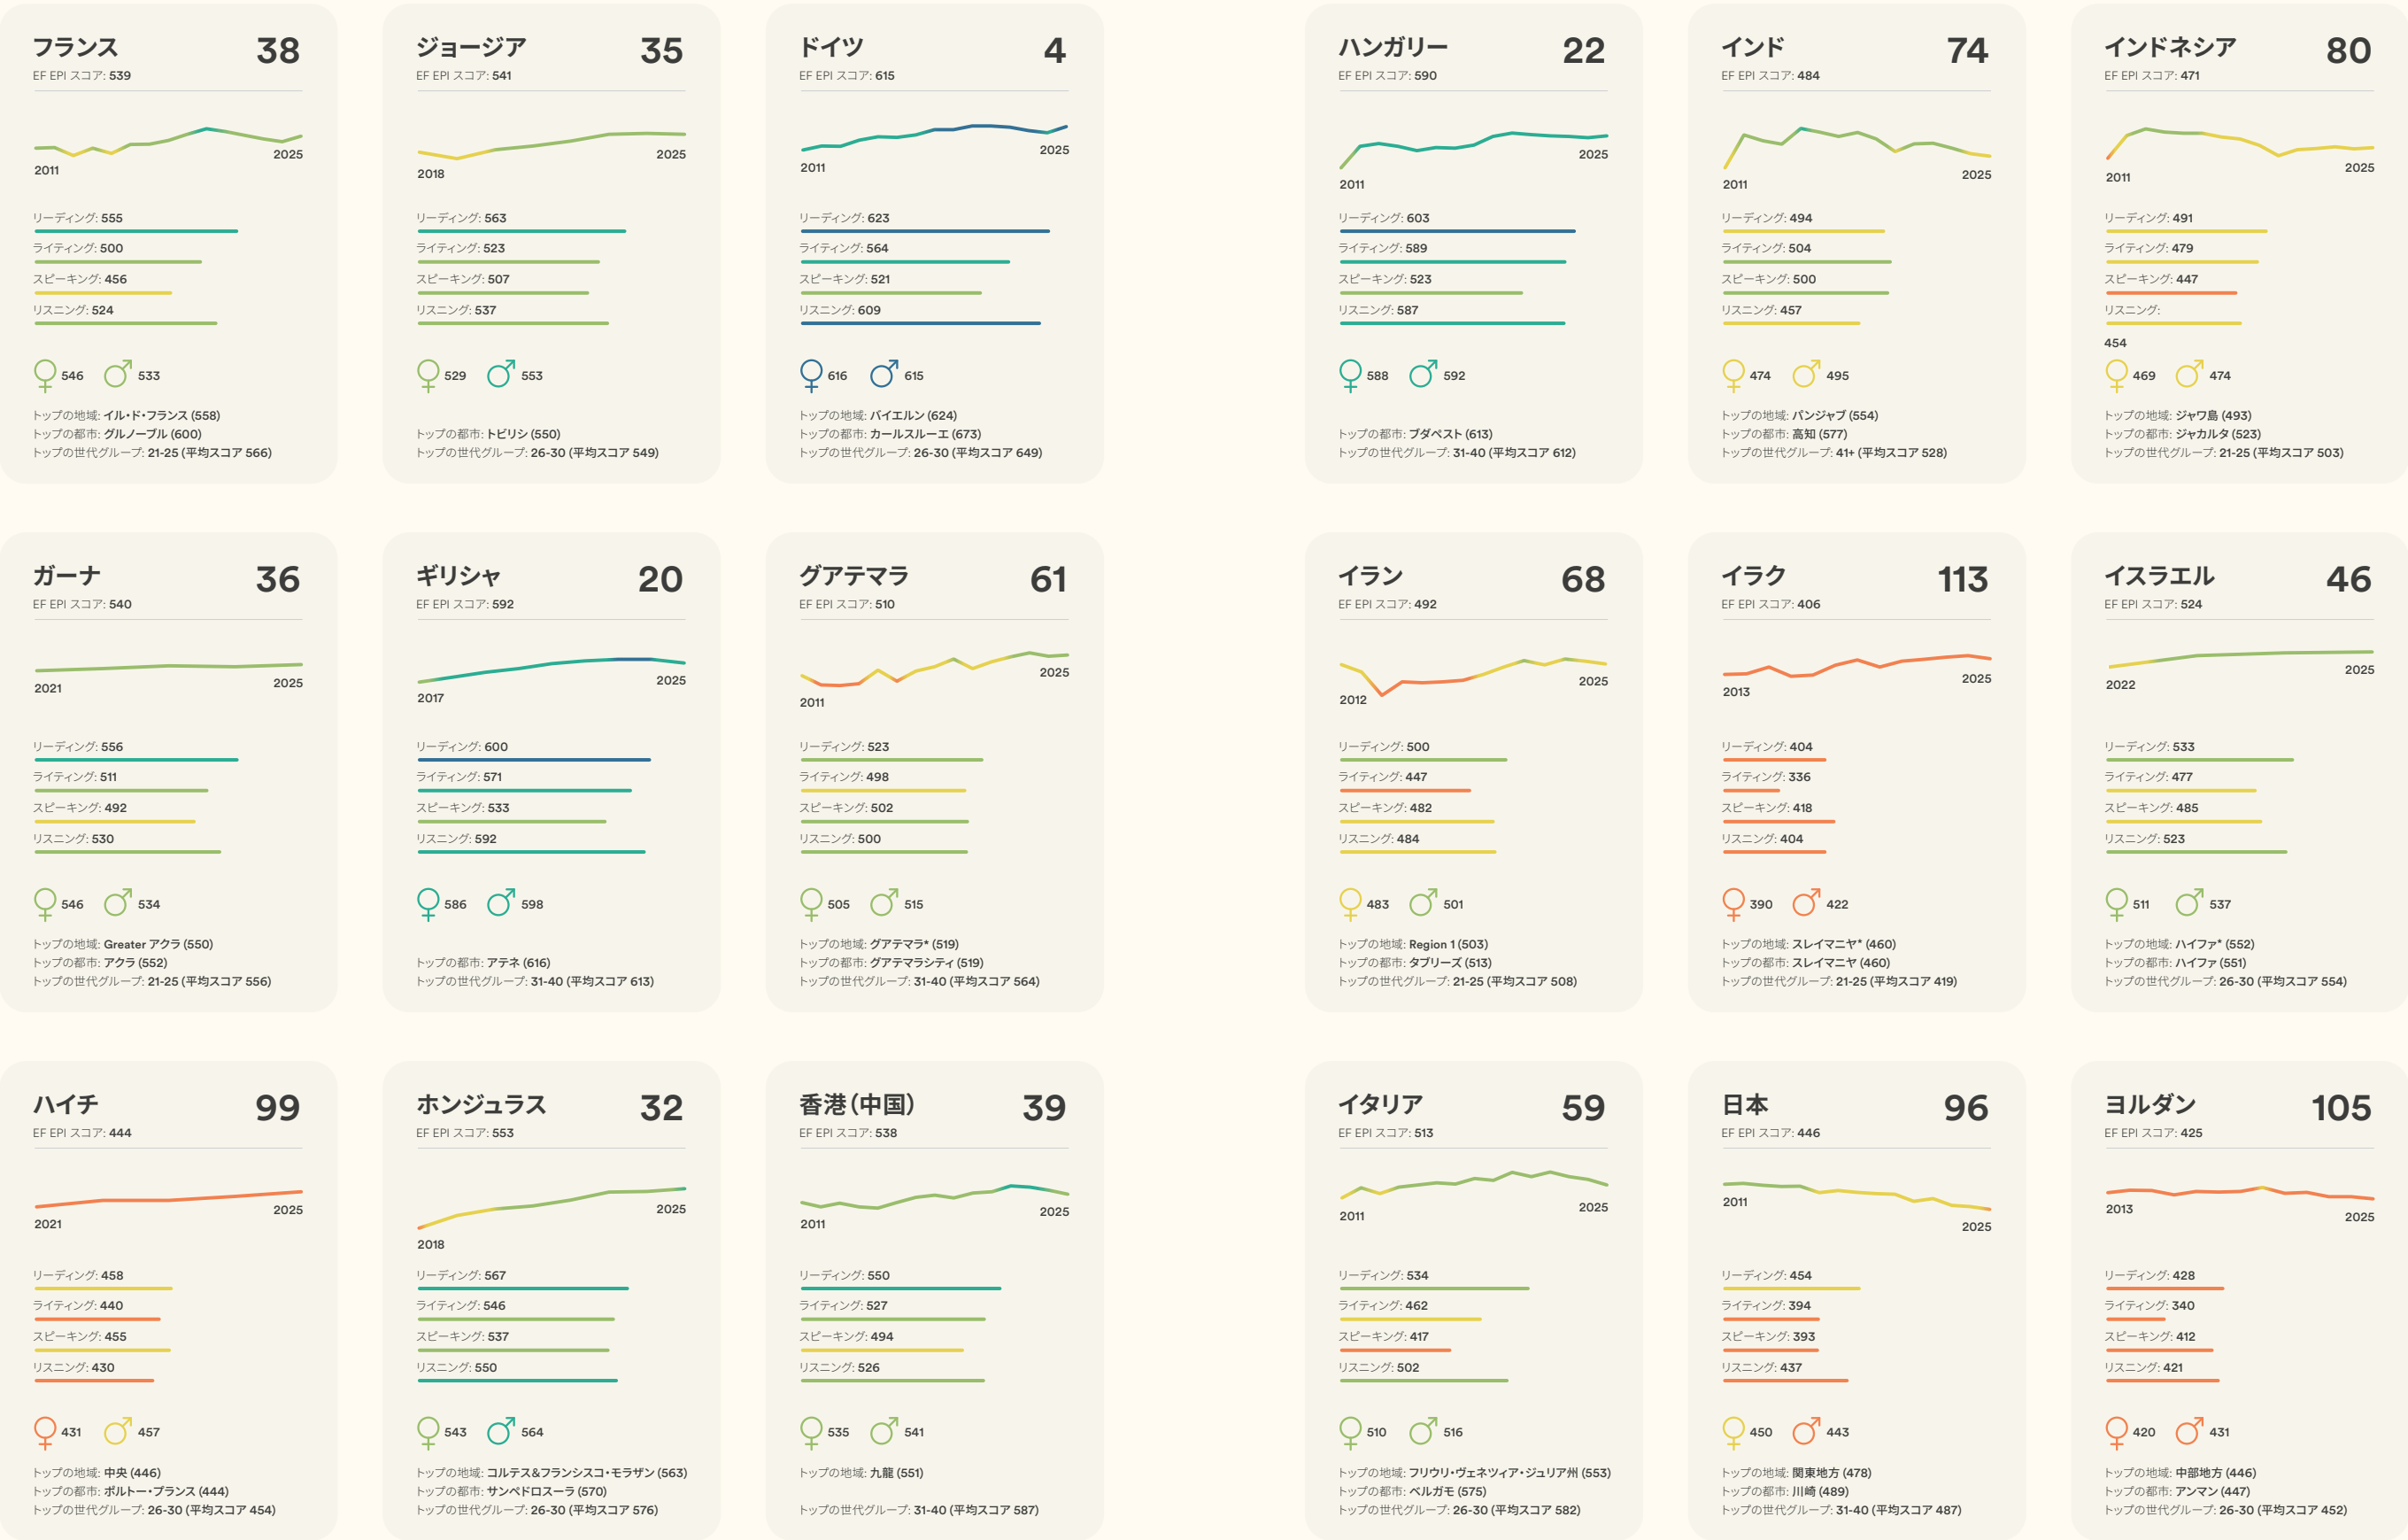 フランス
38
EF EPI スコア: 539
2011
2025
リーディング: 555
ライティング: 500
スピーキング: 456
リスニング: 524
546
533
トップの地域: イル・ド・フランス (558)
トップの都市: グルノーブル (600)
トップの世代グループ: 21-25 (平均スコア 566)
ジョージア
35
EF EPI スコア: 541
2018
2025
リーディング: 563
ライティング: 523
スピーキング: 507
リスニング: 537
529
553
トップの都市: トビリシ (550)
トップの世代グループ: 26-30 (平均スコア 549)
ドイツ
4
EF EPI スコア: 615
2011
2025
リーディング: 623
ライティング: 564
スピーキング: 521
リスニング: 609
616
615
トップの地域: バイエルン (624)
トップの都市: カールスルーエ (673)
トップの世代グループ: 26-30 (平均スコア 649)
ハンガリー
22
EF EPI スコア: 590
2011
2025
リーディング: 603
ライティング: 589
スピーキング: 523
リスニング: 587
588
592
トップの都市: ブダペスト (613)
トップの世代グループ: 31-40 (平均スコア 612)
インド
74
EF EPI スコア: 484
2011
2025
リーディング: 494
ライティング: 504
スピーキング: 500
リスニング: 457
474
495
トップの地域: パンジャブ (554)
トップの都市: 高知 (577)
トップの世代グループ: 41+ (平均スコア 528)
インドネシア
80
EF EPI スコア: 471
2011
2025
リーディング: 491
ライティング: 479
スピーキング: 447
リスニング:
454
469
474
トップの地域: ジャワ島 (493)
トップの都市: ジャカルタ (523)
トップの世代グループ: 21-25 (平均スコア 503)
ガーナ
36
EF EPI スコア: 540
2021
2025
リーディング: 556
ライティング: 511
スピーキング: 492
リスニング: 530
546
534
トップの地域: Greater アクラ (550)
トップの都市: アクラ (552)
トップの世代グループ: 21-25 (平均スコア 556)
ギリシャ
20
EF EPI スコア: 592
2017
2025
リーディング: 600
ライティング: 571
スピーキング: 533
リスニング: 592
586
598
トップの都市: アテネ (616)
トップの世代グループ: 31-40 (平均スコア 613)
グアテマラ
61
EF EPI スコア: 510
2011
2025
リーディング: 523
ライティング: 498
スピーキング: 502
リスニング: 500
505
515
トップの地域: グアテマラ* (519)
トップの都市: グアテマラシティ (519)
トップの世代グループ: 31-40 (平均スコア 564)
イラン
68
EF EPI スコア: 492
2012
2025
リーディング: 500
ライティング: 447
スピーキング: 482
リスニング: 484
483
501
トップの地域: Region 1 (503)
トップの都市: タブリーズ (513)
トップの世代グループ: 21-25 (平均スコア 508)
イラク
113
EF EPI スコア: 406
2013
2025
リーディング: 404
ライティング: 336
スピーキング: 418
リスニング: 404
390
422
トップの地域: スレイマニヤ* (460)
トップの都市: スレイマニヤ (460)
トップの世代グループ: 21-25 (平均スコア 419)
イスラエル
46
EF EPI スコア: 524
2022
2025
リーディング: 533
ライティング: 477
スピーキング: 485
リスニング: 523
511
537
トップの地域: ハイファ* (552)
トップの都市: ハイファ (551)
トップの世代グループ: 26-30 (平均スコア 554)
ハイチ
99
EF EPI スコア: 444
2021
2025
リーディング: 458
ライティング: 440
スピーキング: 455
リスニング: 430
431
457
トップの地域: 中央 (446)
トップの都市: ポルトー・プランス (444)
トップの世代グループ: 26-30 (平均スコア 454)
ホンジュラス
32
EF EPI スコア: 553
2018
2025
リーディング: 567
ライティング: 546
スピーキング: 537
リスニング: 550
543
564
トップの地域: コルテス&フランシスコ・モラザン (563)
トップの都市: サンペドロスーラ (570)
トップの世代グループ: 26-30 (平均スコア 576)
香港(中国)
39
EF EPI スコア: 538
2011
2025
リーディング: 550
ライティング: 527
スピーキング: 494
リスニング: 526
535
541
トップの地域: 九龍 (551)
トップの世代グループ: 31-40 (平均スコア 587)
イタリア
59
EF EPI スコア: 513
2011
2025
リーディング: 534
ライティング: 462
スピーキング: 417
リスニング: 502
510
516
トップの地域: フリウリ・ヴェネツィア・ジュリア州 (553)
トップの都市: ベルガモ (575)
トップの世代グループ: 26-30 (平均スコア 582)
日本
96
EF EPI スコア: 446
2011
2025
リーディング: 454
ライティング: 394
スピーキング: 393
リスニング: 437
450
443
トップの地域: 関東地方 (478)
トップの都市: 川崎 (489)
トップの世代グループ: 31-40 (平均スコア 487)
ヨルダン
105
EF EPI スコア: 425
2013
2025
リーディング: 428
ライティング: 340
スピーキング: 412
リスニング: 421
420
431
トップの地域: 中部地方 (446)
トップの都市: アンマン (447)
トップの世代グループ: 26-30 (平均スコア 452)